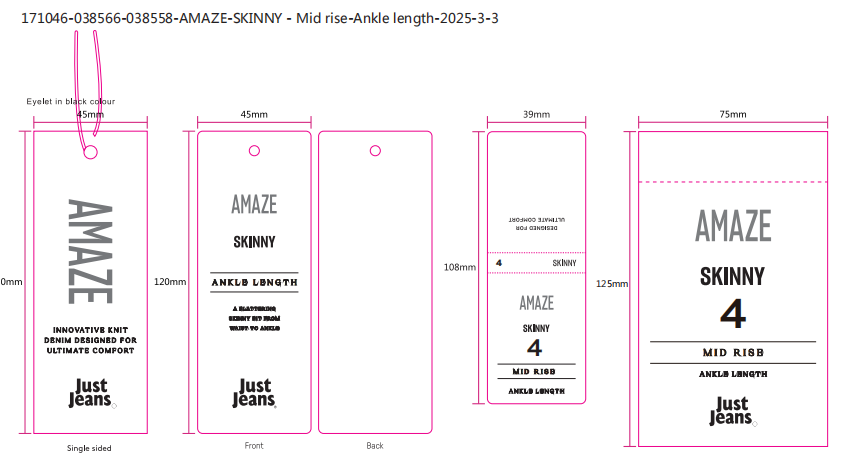 171046-038566-038558-AMAZE-SKINNY - Mid rise-Ankle length-2025-3-3
Eyelet in black colour
45mm
0mm
AMAZE
INNOVATIVE KNIT
DENIM DESIGNED FOR
ULTIMATE COMFORT
Just
Jeans
Single sided
45mm
120mm
AMAZE
SKINNY
ANKLE LENGTH
A FLATTERING
SKINNY FIT FROM
WAIST TO ANKLE
Just
Jeans
Front
Back
39mm
108mm
DESIGNED FOR
ULTIMATE COMFORT
4 SKINNY
AMAZE
SKINNY
4
MID RISE
ANKLE LENGTH
75mm
125mm
AMAZE
SKINNY
4
MID RISE
ANKLE LENGTH
Just
Jeans